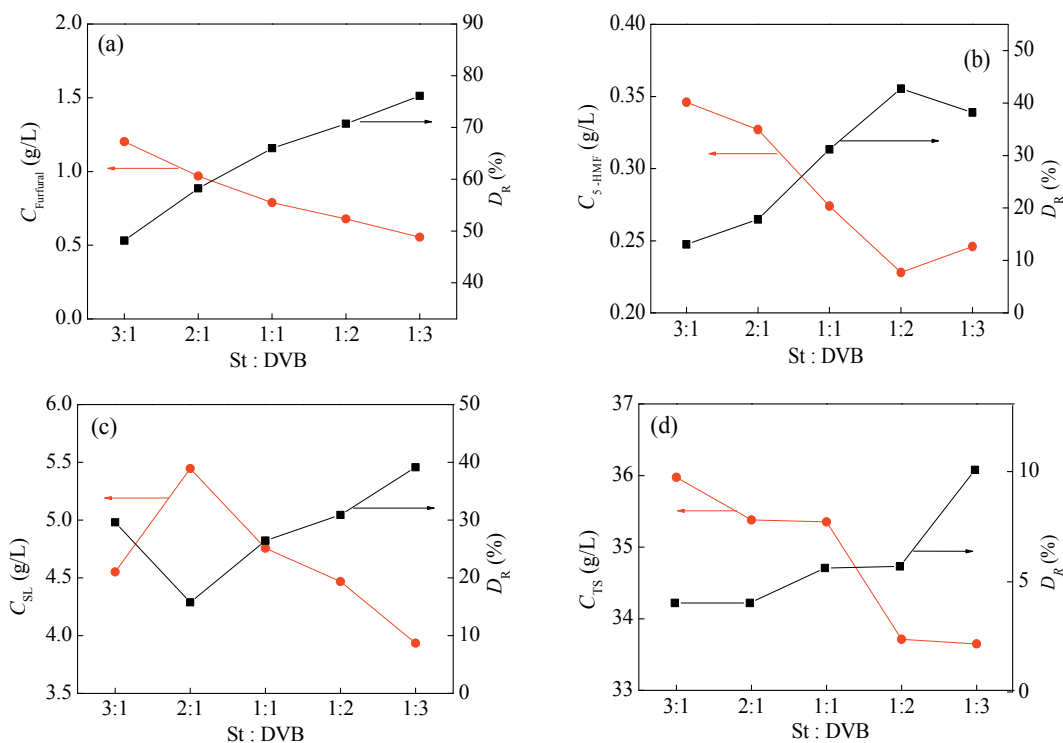 (a)
2.0
1.5
1.0
0.5
0.0
C_Furfural (g/L)
90
80
70
60
50
40
D_R (%)
3:1 2:1 1:1 1:2 1:3
St : DVB
(b)
0.40
0.35
0.30
0.25
0.20
C_5-HMF (g/L)
50
40
30
20
10
0
D_R (%)
3:1 2:1 1:1 1:2 1:3
St : DVB
(c)
6.0
5.5
5.0
4.5
4.0
3.5
C_SL (g/L)
50
40
30
20
10
0
D_R (%)
3:1 2:1 1:1 1:2 1:3
St : DVB
(d)
37
36
35
34
33
C_TS (g/L)
10
5
0
D_R (%)
3:1 2:1 1:1 1:2 1:3
St : DVB